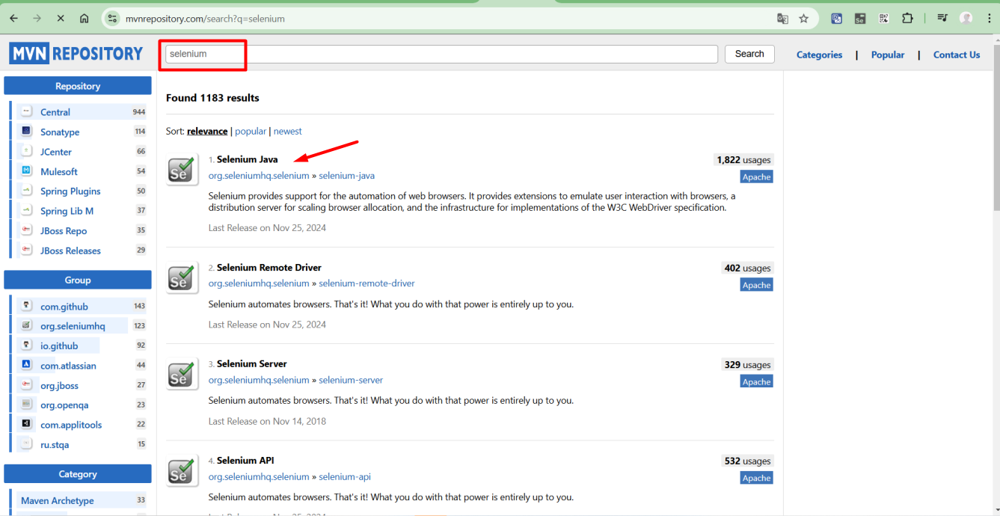 mvnrepository.com/search?q=selenium
MVN REPOSITORY
selenium
Search
Categories | Popular | Contact Us
Repository
Central 944
Sonatype 114
JCenter 66
Mulesoft 54
Spring Plugins 50
Spring Lib M 37
JBoss Repo 35
JBoss Releases 29
Group
com.github 143
org.seleniumhq 123
io.github 92
com.atlassian 44
org.jboss 27
org.openqa 23
com.applitools 22
ru.stqa 15
Category
Maven Archetype 33
Found 1183 results
Sort: relevance | popular | newest
1. Selenium Java
1,822 usages
org.seleniumhq.selenium » selenium-java
Apache
Selenium provides support for the automation of web browsers. It provides extensions to emulate user interaction with browsers, a
distribution server for scaling browser allocation, and the infrastructure for implementations of the W3C WebDriver specification.
Last Release on Nov 25, 2024
2. Selenium Remote Driver
402 usages
org.seleniumhq.selenium » selenium-remote-driver
Apache
Selenium automates browsers. That's it! What you do with that power is entirely up to you.
Last Release on Nov 25, 2024
3. Selenium Server
329 usages
org.seleniumhq.selenium » selenium-server
Apache
Selenium automates browsers. That's it! What you do with that power is entirely up to you.
Last Release on Nov 14, 2018
4. Selenium API
532 usages
org.seleniumhq.selenium » selenium-api
Apache
Selenium automates browsers. That's it! What you do with that power is entirely up to you.